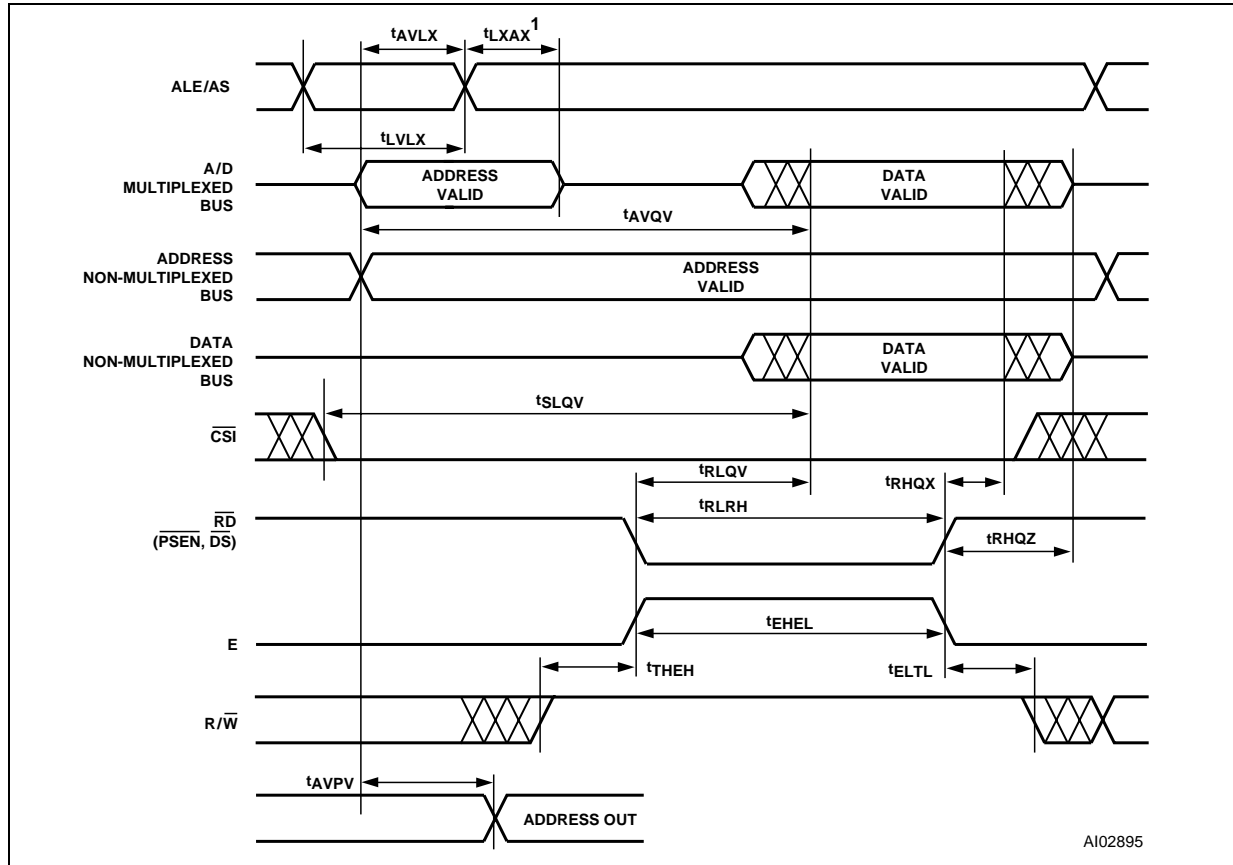 tAVLX tLXAX 1
ALE/AS
tLVLX
A/D
MULTIPLEXED
BUS
ADDRESS
VALID
DATA
VALID
tAVQV
ADDRESS
NON-MULTIPLEXED
BUS
ADDRESS
VALID
DATA
NON-MULTIPLEXED
BUS
DATA
VALID
tSLQV
CSI
tRLQV
tRHQX
tRLRH
RD
(PSEN, DS)
tRHQZ
tEHEL
E
tTHEH
tELTL
R/W
tAVPV
ADDRESS OUT
AI02895